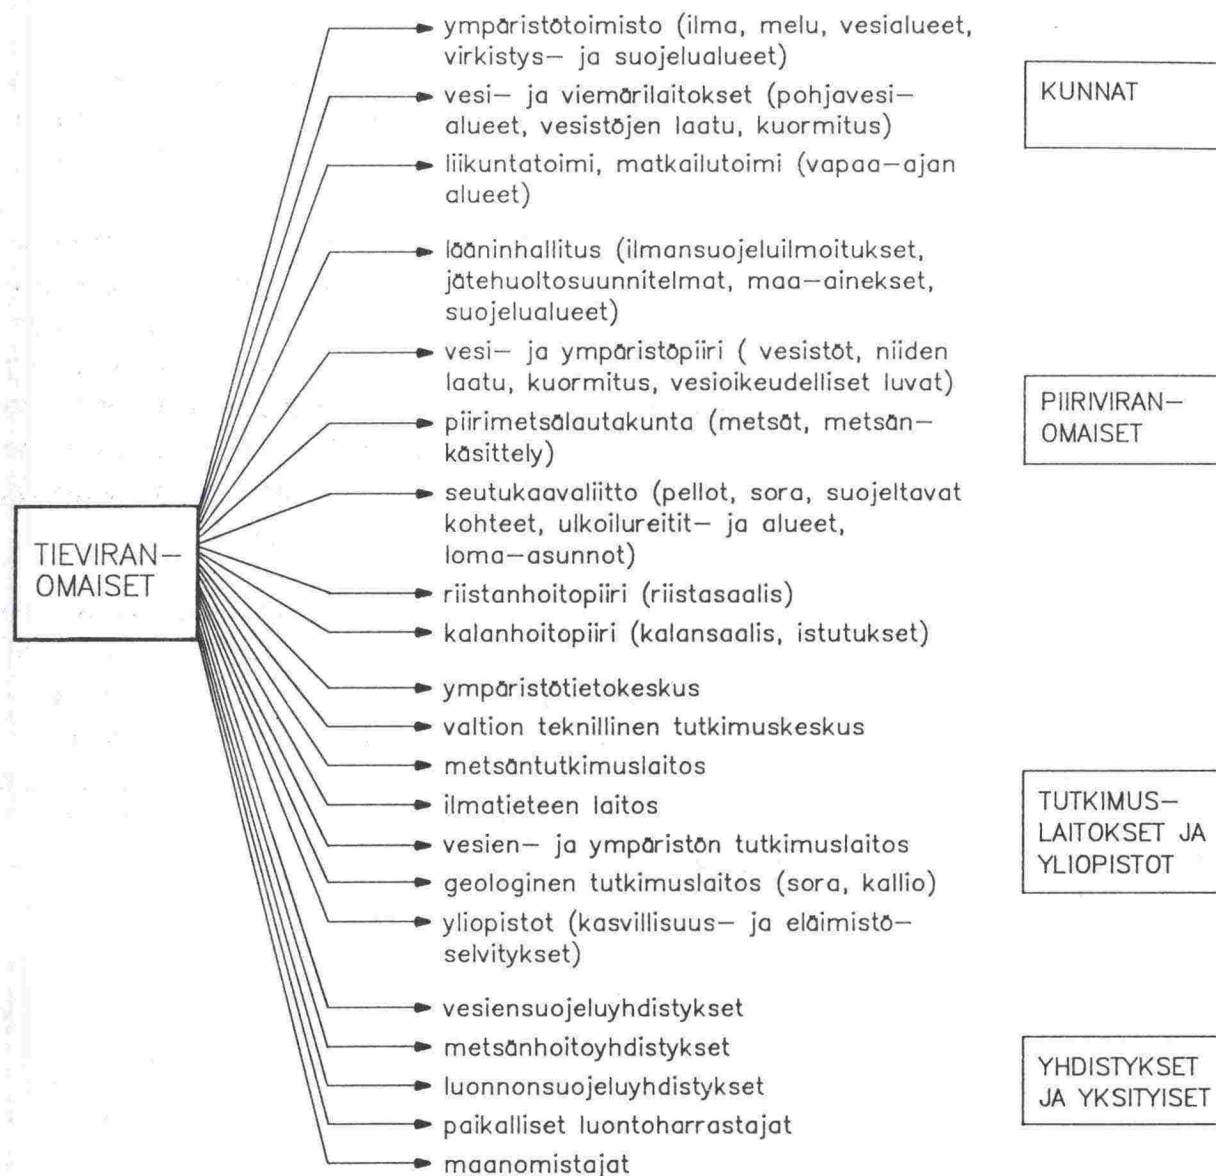 ympäristötoimisto (ilma, melu, vesialueet,
virkistys– ja suojelualueet)
vesi– ja viemärilaitokset (pohjavesi–
alueet, vesistöjen laatu, kuormitus)
liikuntatoimi, matkailutoimi (vapaa–ajan
alueet)
KUNNAT
lääninhallitus (ilmansuojeluilmoitukset,
jätehuoltosuunnitelmat, maa–ainekset,
suojelualueet)
vesi– ja ympäristöpiiri ( vesistöt, niiden
laatu, kuormitus, vesioikeudelliset luvat)
piirimetsälautakunta (metsät, metsän–
käsittely)
seutukaavaliitto (pellot, sora, suojeltavat
kohteet, ulkoilureitit– ja alueet,
loma–asunnot)
riistanhoitopiiri (riistasaalis)
kalanhoitopiiri (kalansaalis, istutukset)
PIIRIVIRAN–
OMAISET
TIEVIRAN–
OMAISET
ympäristötietokeskus
valtion teknillinen tutkimuskeskus
metsäntutkimuslaitos
ilmatieteen laitos
vesien– ja ympäristön tutkimuslaitos
geologinen tutkimuslaitos (sora, kallio)
yliopistot (kasvillisuus– ja eläimistö–
selvitykset)
TUTKIMUS–
LAITOKSET JA
YLIOPISTOT
vesiensuojeluyhdistykset
metsänhoitoyhdistykset
luonnonsuojeluyhdistykset
paikalliset luontoharrastajat
maanomistajat
YHDISTYKSET
JA YKSITYISET